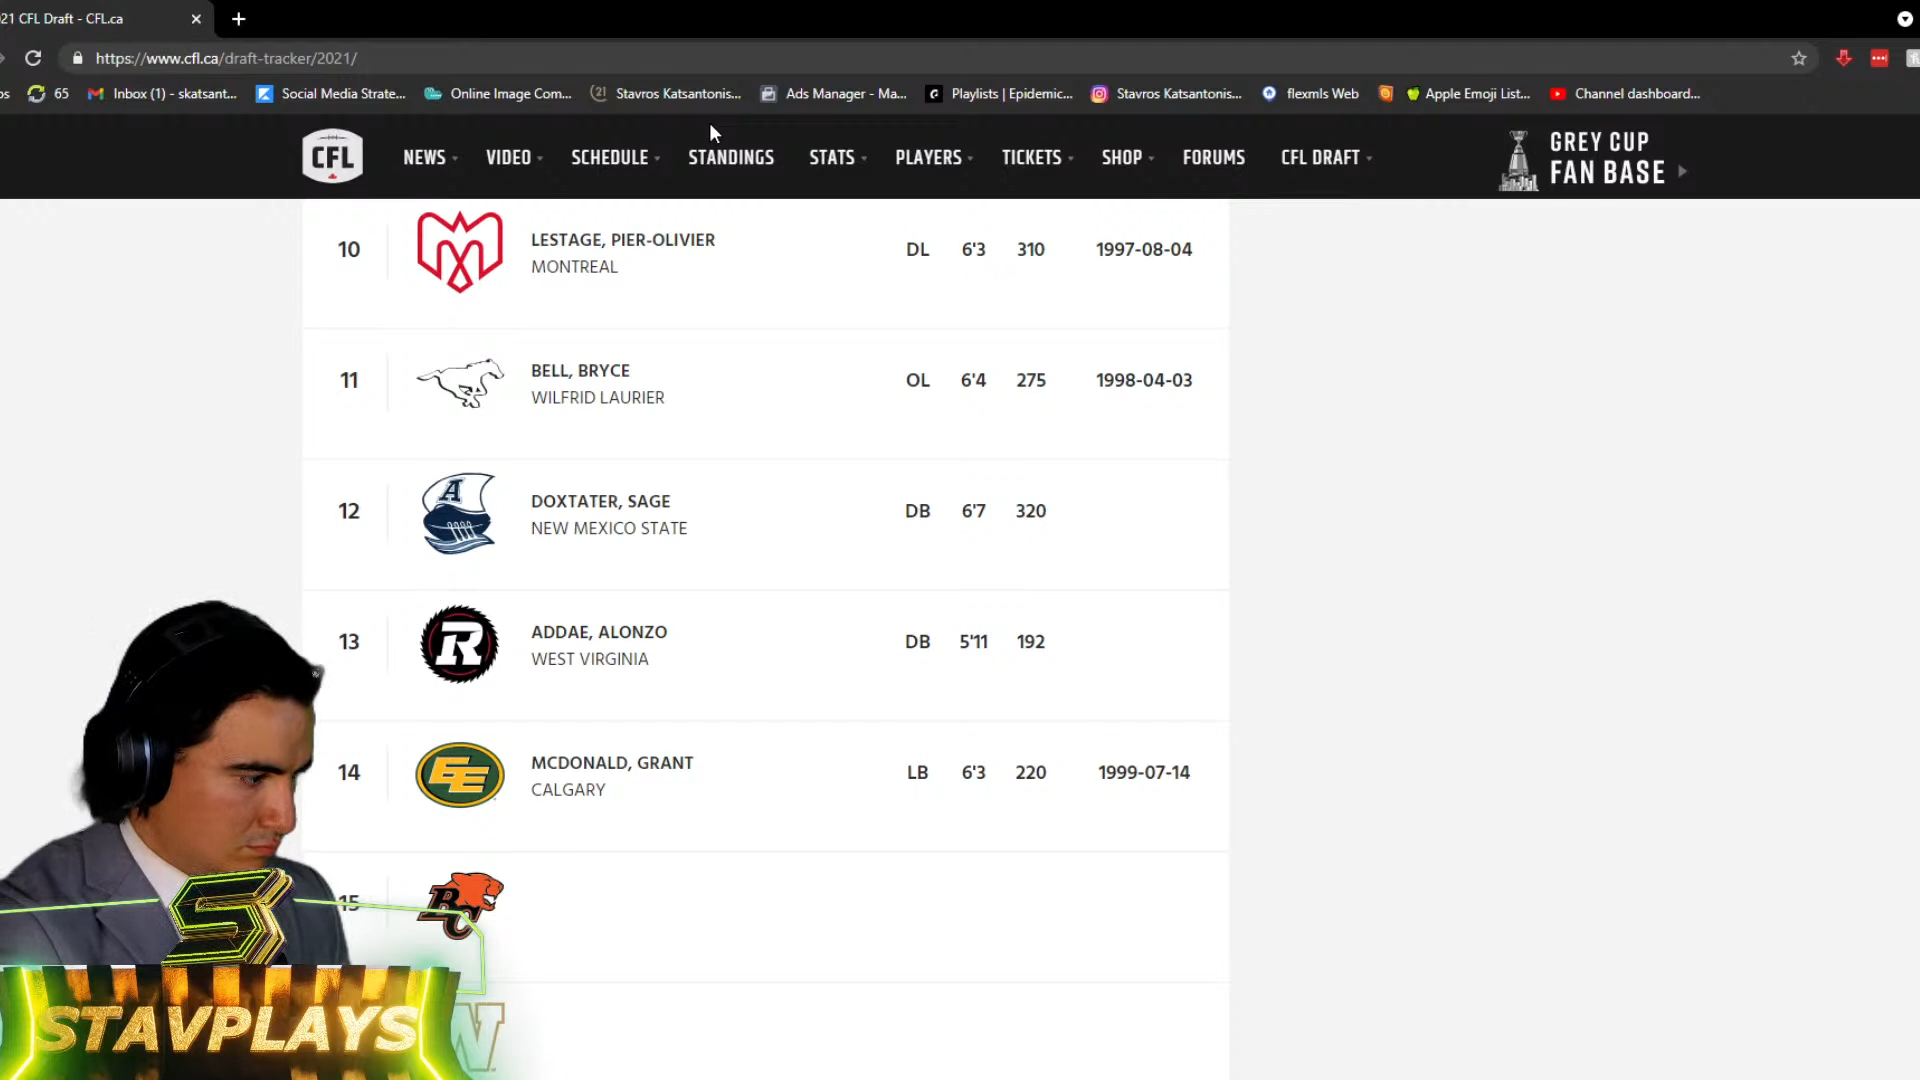 21 CFL Draft - CFL.ca
https://www.cfl.ca/draft-tracker/2021/
ps 65 Inbox (1) - skatsant... Social Media Strate... Online Image Com... Stavros Katsantonis... Ads Manager - Ma... Playlists | Epidemic... Stavros Katsantonis... flexmls Web Apple Emoji List... Channel dashboard...
CFL NEWS VIDEO SCHEDULE STANDINGS STATS PLAYERS TICKETS SHOP FORUMS CFL DRAFT GREY CUP
FAN BASE
10 LESTAGE, PIER-OLIVIER DL 6'3 310 1997-08-04
MONTREAL
11 BELL, BRYCE OL 6'4 275 1998-04-03
WILFRID LAURIER
A
12 DOXTATER, SAGE DB 6'7 320
NEW MEXICO STATE
R
13 ADDAE, ALONZO DB 5'11 192
WEST VIRGINIA
EE
14 MCDONALD, GRANT LB 6'3 220 1999-07-14
CALGARY
15 BC
S
STAVPLAYS
W